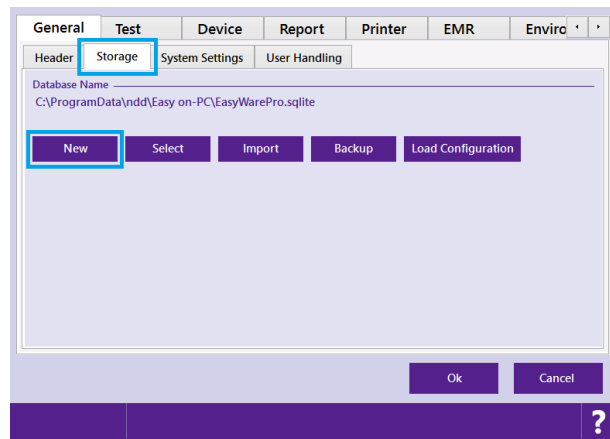 General Test Device Report Printer EMR
Header Storage System Settings User Handling
Database Name
C:\ProgramData\ndd\Easy on-PC\EasyWarePro.sqlite
New Select Import Backup Load Configuration
Ok Cancel
?